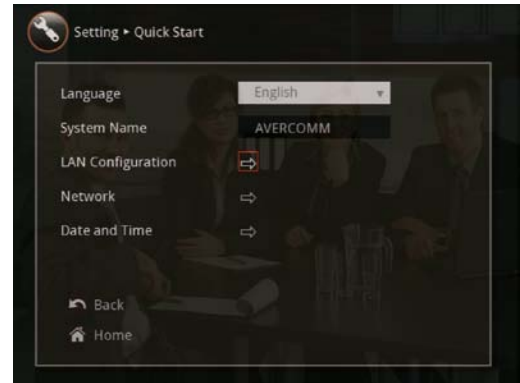 Setting ▸ Quick Start
Language English
System Name AVERCOMM
LAN Configuration
Network
Date and Time
Back
Home